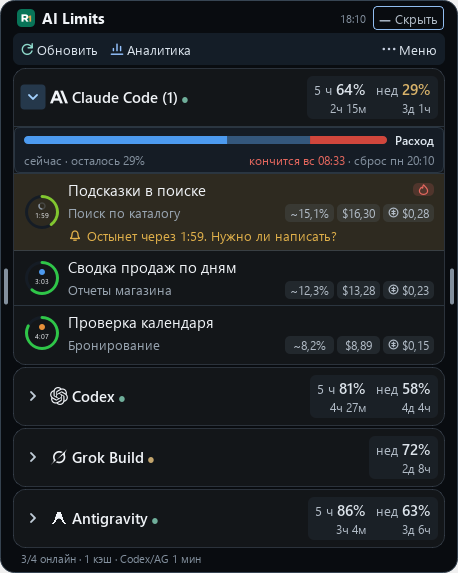 R! AI Limits 18:10 — Скрыть
Обновить Аналитика ··· Меню
Claude Code (1) 5 ч 64% нед 29%
2ч 15м 3д 1ч
Расход
сейчас · осталось 29% кончится вс 08:33 · сброс пн 20:10
Подсказки в поиске
1:59 Поиск по каталогу ~15,1% $16,30 $0,28
Остынет через 1:59. Нужно ли написать?
Сводка продаж по дням
3:03 Отчеты магазина ~12,3% $13,28 $0,23
Проверка календаря
4:07 Бронирование ~8,2% $8,89 $0,15
Codex 5 ч 81% нед 58%
4ч 27м 4д 4ч
Grok Build нед 72%
2д 8ч
Antigravity 5 ч 86% нед 63%
3ч 4м 3д 6ч
3/4 онлайн · 1 кэш · Codex/AG 1 мин